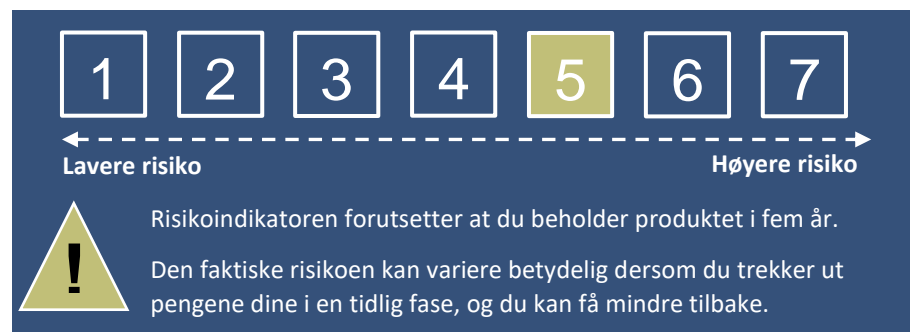 1 2 3 4 5 6 7
Lavere risiko Høyere risiko
Risikoindikatoren forutsetter at du beholder produktet i fem år.
!
Den faktiske risikoen kan variere betydelig dersom du trekker ut
pengene dine i en tidlig fase, og du kan få mindre tilbake.